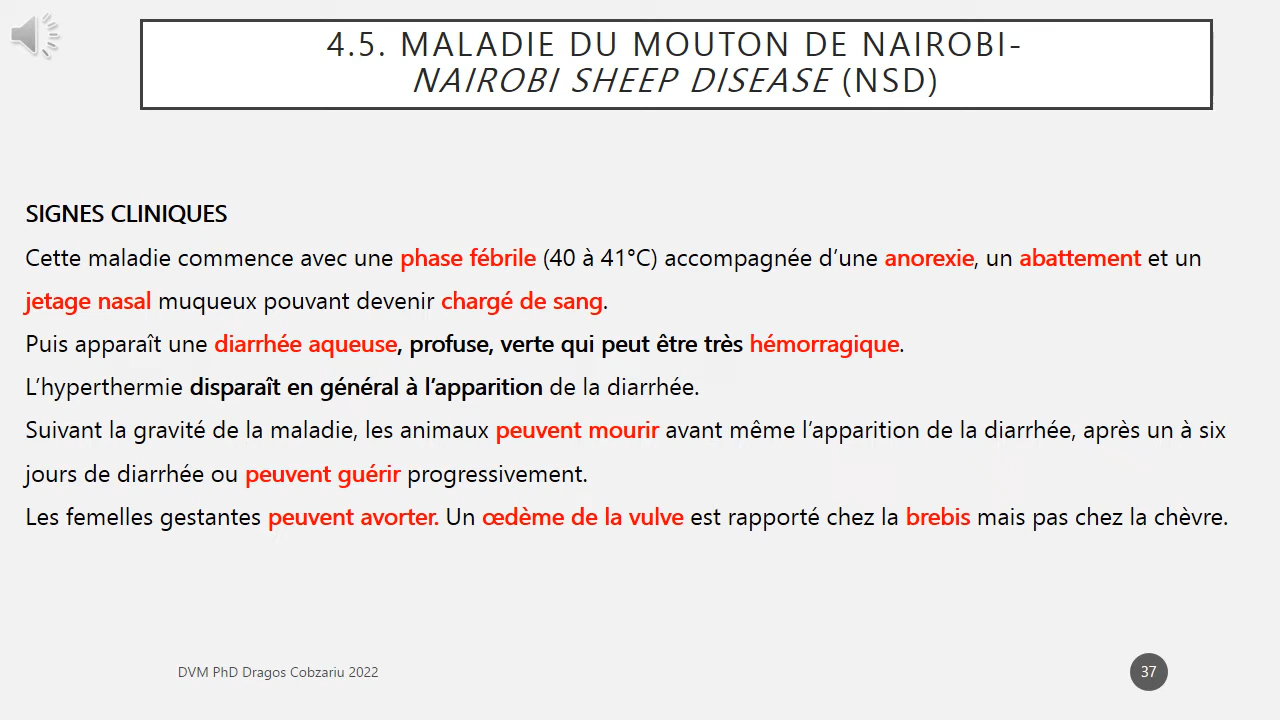 4.5. MALADIE DU MOUTON DE NAIROBI-
NAIROBI SHEEP DISEASE (NSD)
SIGNES CLINIQUES
Cette maladie commence avec une phase fébrile (40 à 41°C) accompagnée d’une anorexie, un abattement et un
jetage nasal muqueux pouvant devenir chargé de sang.
Puis apparaît une diarrhée aqueuse, profuse, verte qui peut être très hémorragique.
L’hyperthermie disparaît en général à l’apparition de la diarrhée.
Suivant la gravité de la maladie, les animaux peuvent mourir avant même l’apparition de la diarrhée, après un à six
jours de diarrhée ou peuvent guérir progressivement.
Les femelles gestantes peuvent avorter. Un œdème de la vulve est rapporté chez la brebis mais pas chez la chèvre.
DVM PhD Dragos Cobzariu 2022
37